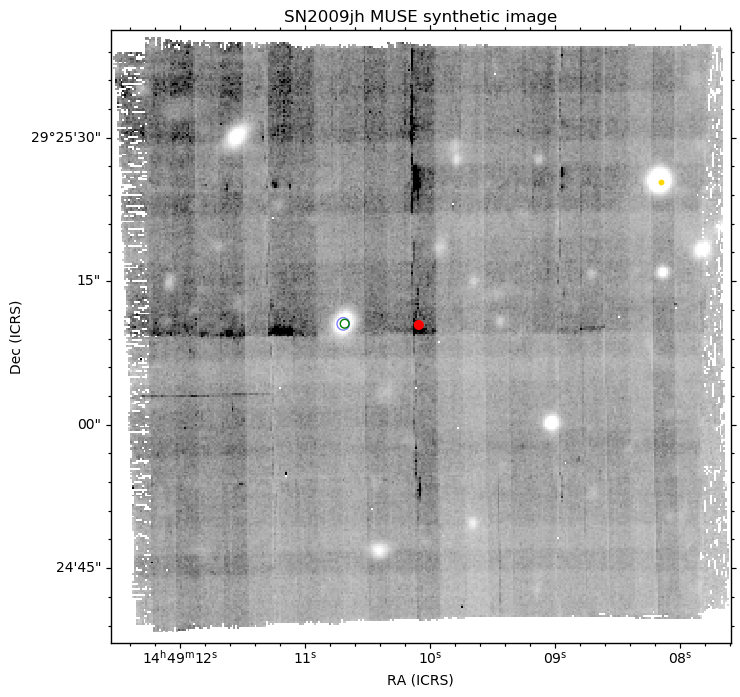 SN2009jh MUSE synthetic image
29°25'30"
15"
00"
24'45"
Dec (ICRS)
14ʰ49ᵐ12ˢ 11ˢ 10ˢ 09ˢ 08ˢ
RA (ICRS)